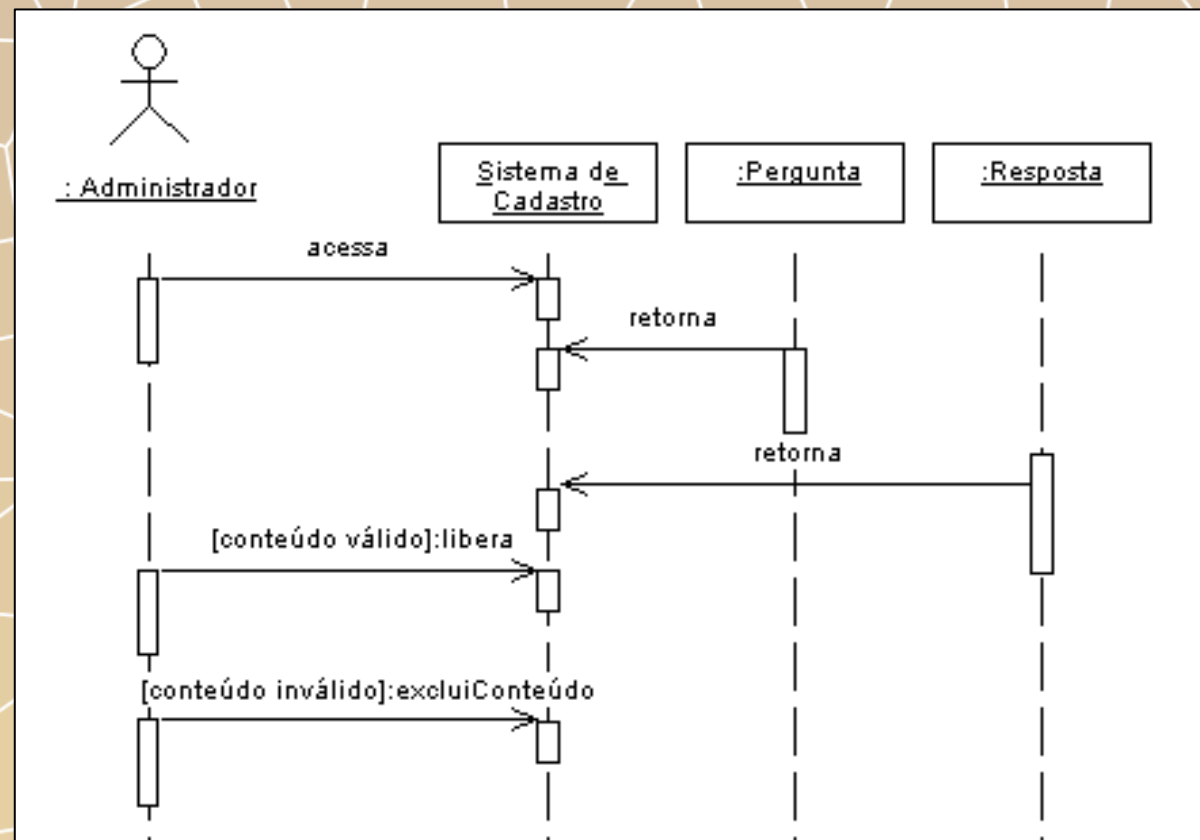 : Administrador
Sistema de
Cadastro
:Pergunta
:Resposta
acessa
retorna
retorna
[conteúdo válido]:libera
[conteúdo inválido]:excluiConteúdo